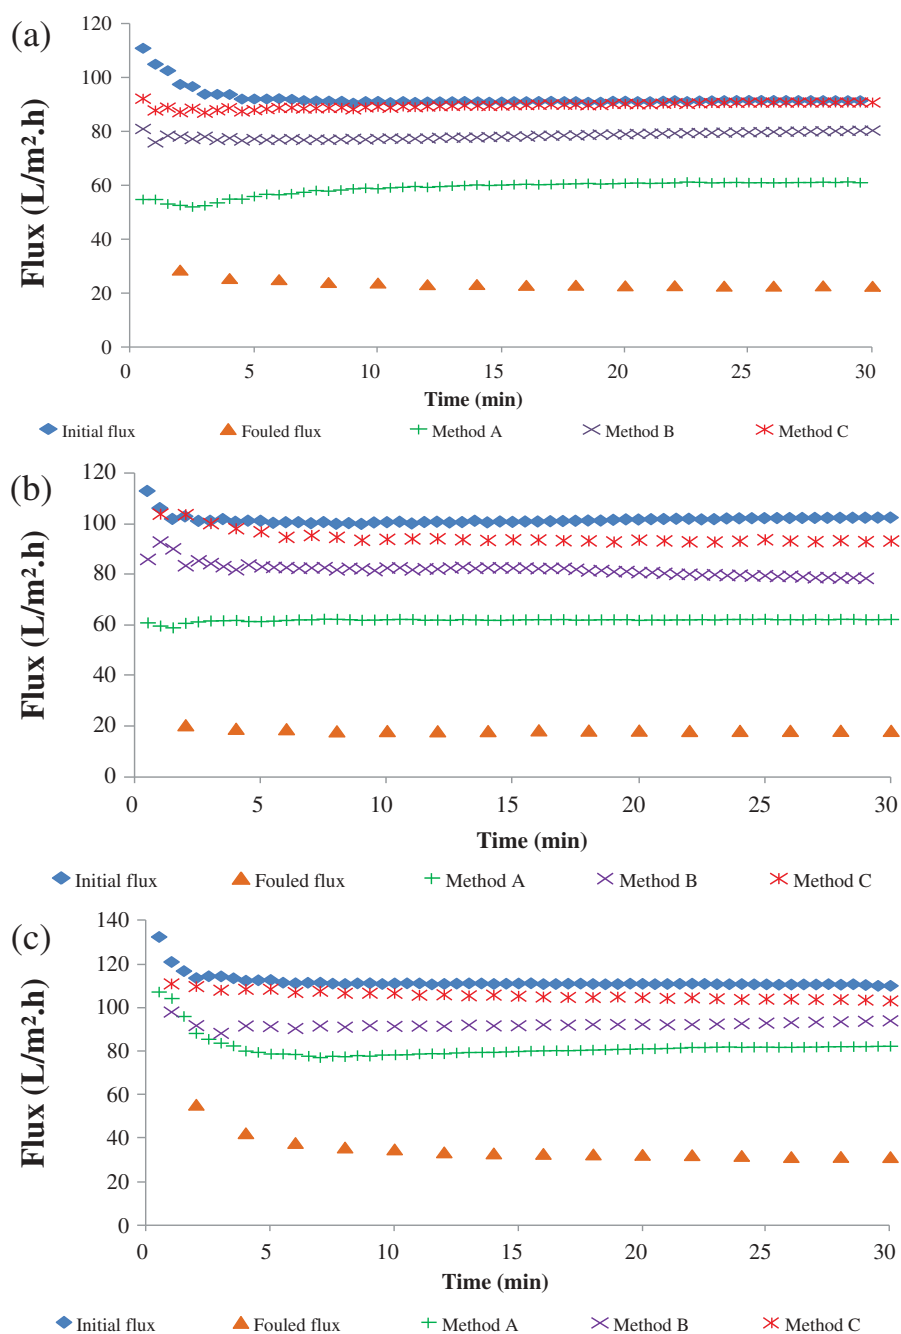 (a)
120
100
80
60
40
20
0
Flux (L/m².h)
0 5 10 15 20 25 30
Time (min)
Initial flux Fouled flux Method A Method B Method C
(b)
120
100
80
60
40
20
0
Flux (L/m².h)
0 5 10 15 20 25 30
Time (min)
Initial flux Fouled flux Method A Method B Method C
(c)
140
120
100
80
60
40
20
0
Flux (L/m².h)
0 5 10 15 20 25 30
Time (min)
Initial flux Fouled flux Method A Method B Method C